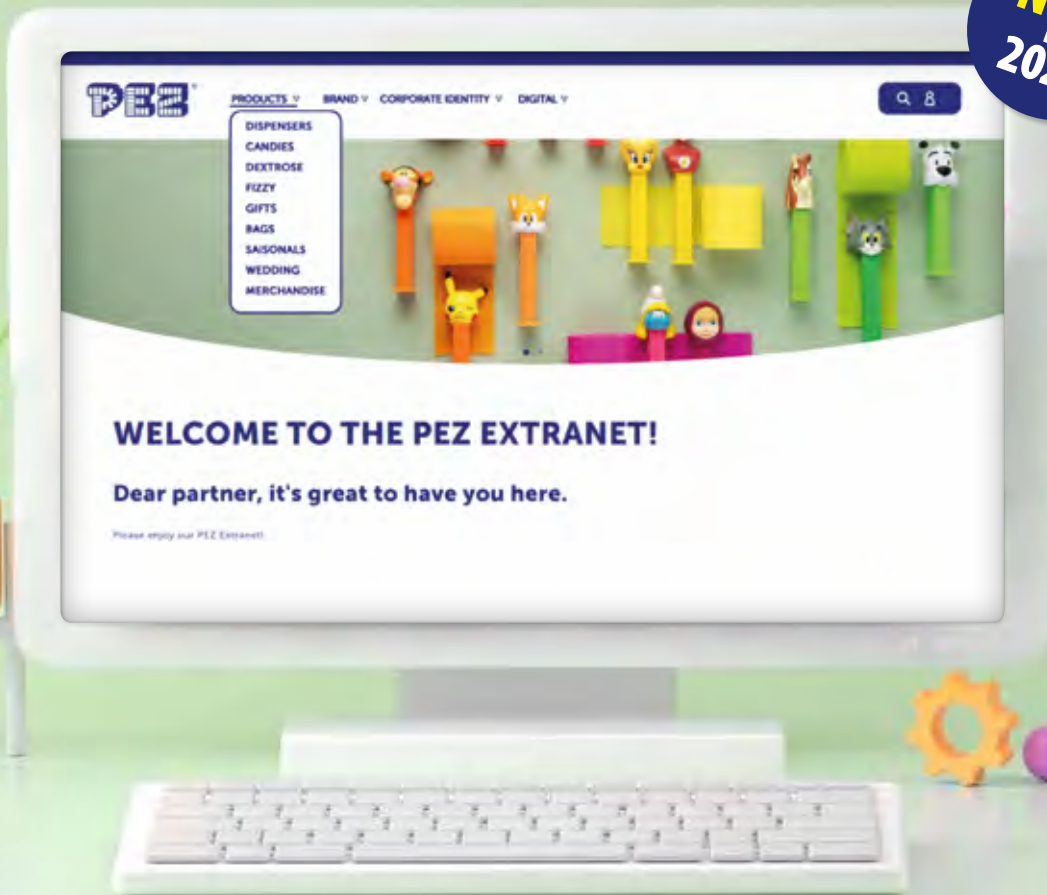 PEZ
PRODUCTS BRAND CORPORATE IDENTITY DIGITAL
DISPENSERS
CANDIES
DEXTROSE
FIZZY
GIFTS
BAGS
SAISONALS
WEDDING
MERCHANDISE
WELCOME TO THE PEZ EXTRANET!
Dear partner, it's great to have you here.
Please enjoy our PEZ Extranet!